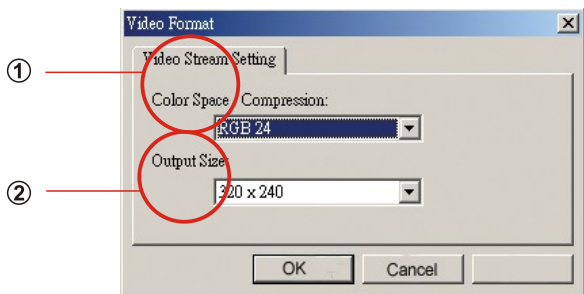 Video Format
Video Stream Setting
① Color Space / Compression:
RGB 24
Output Size:
② 320 x 240
OK Cancel